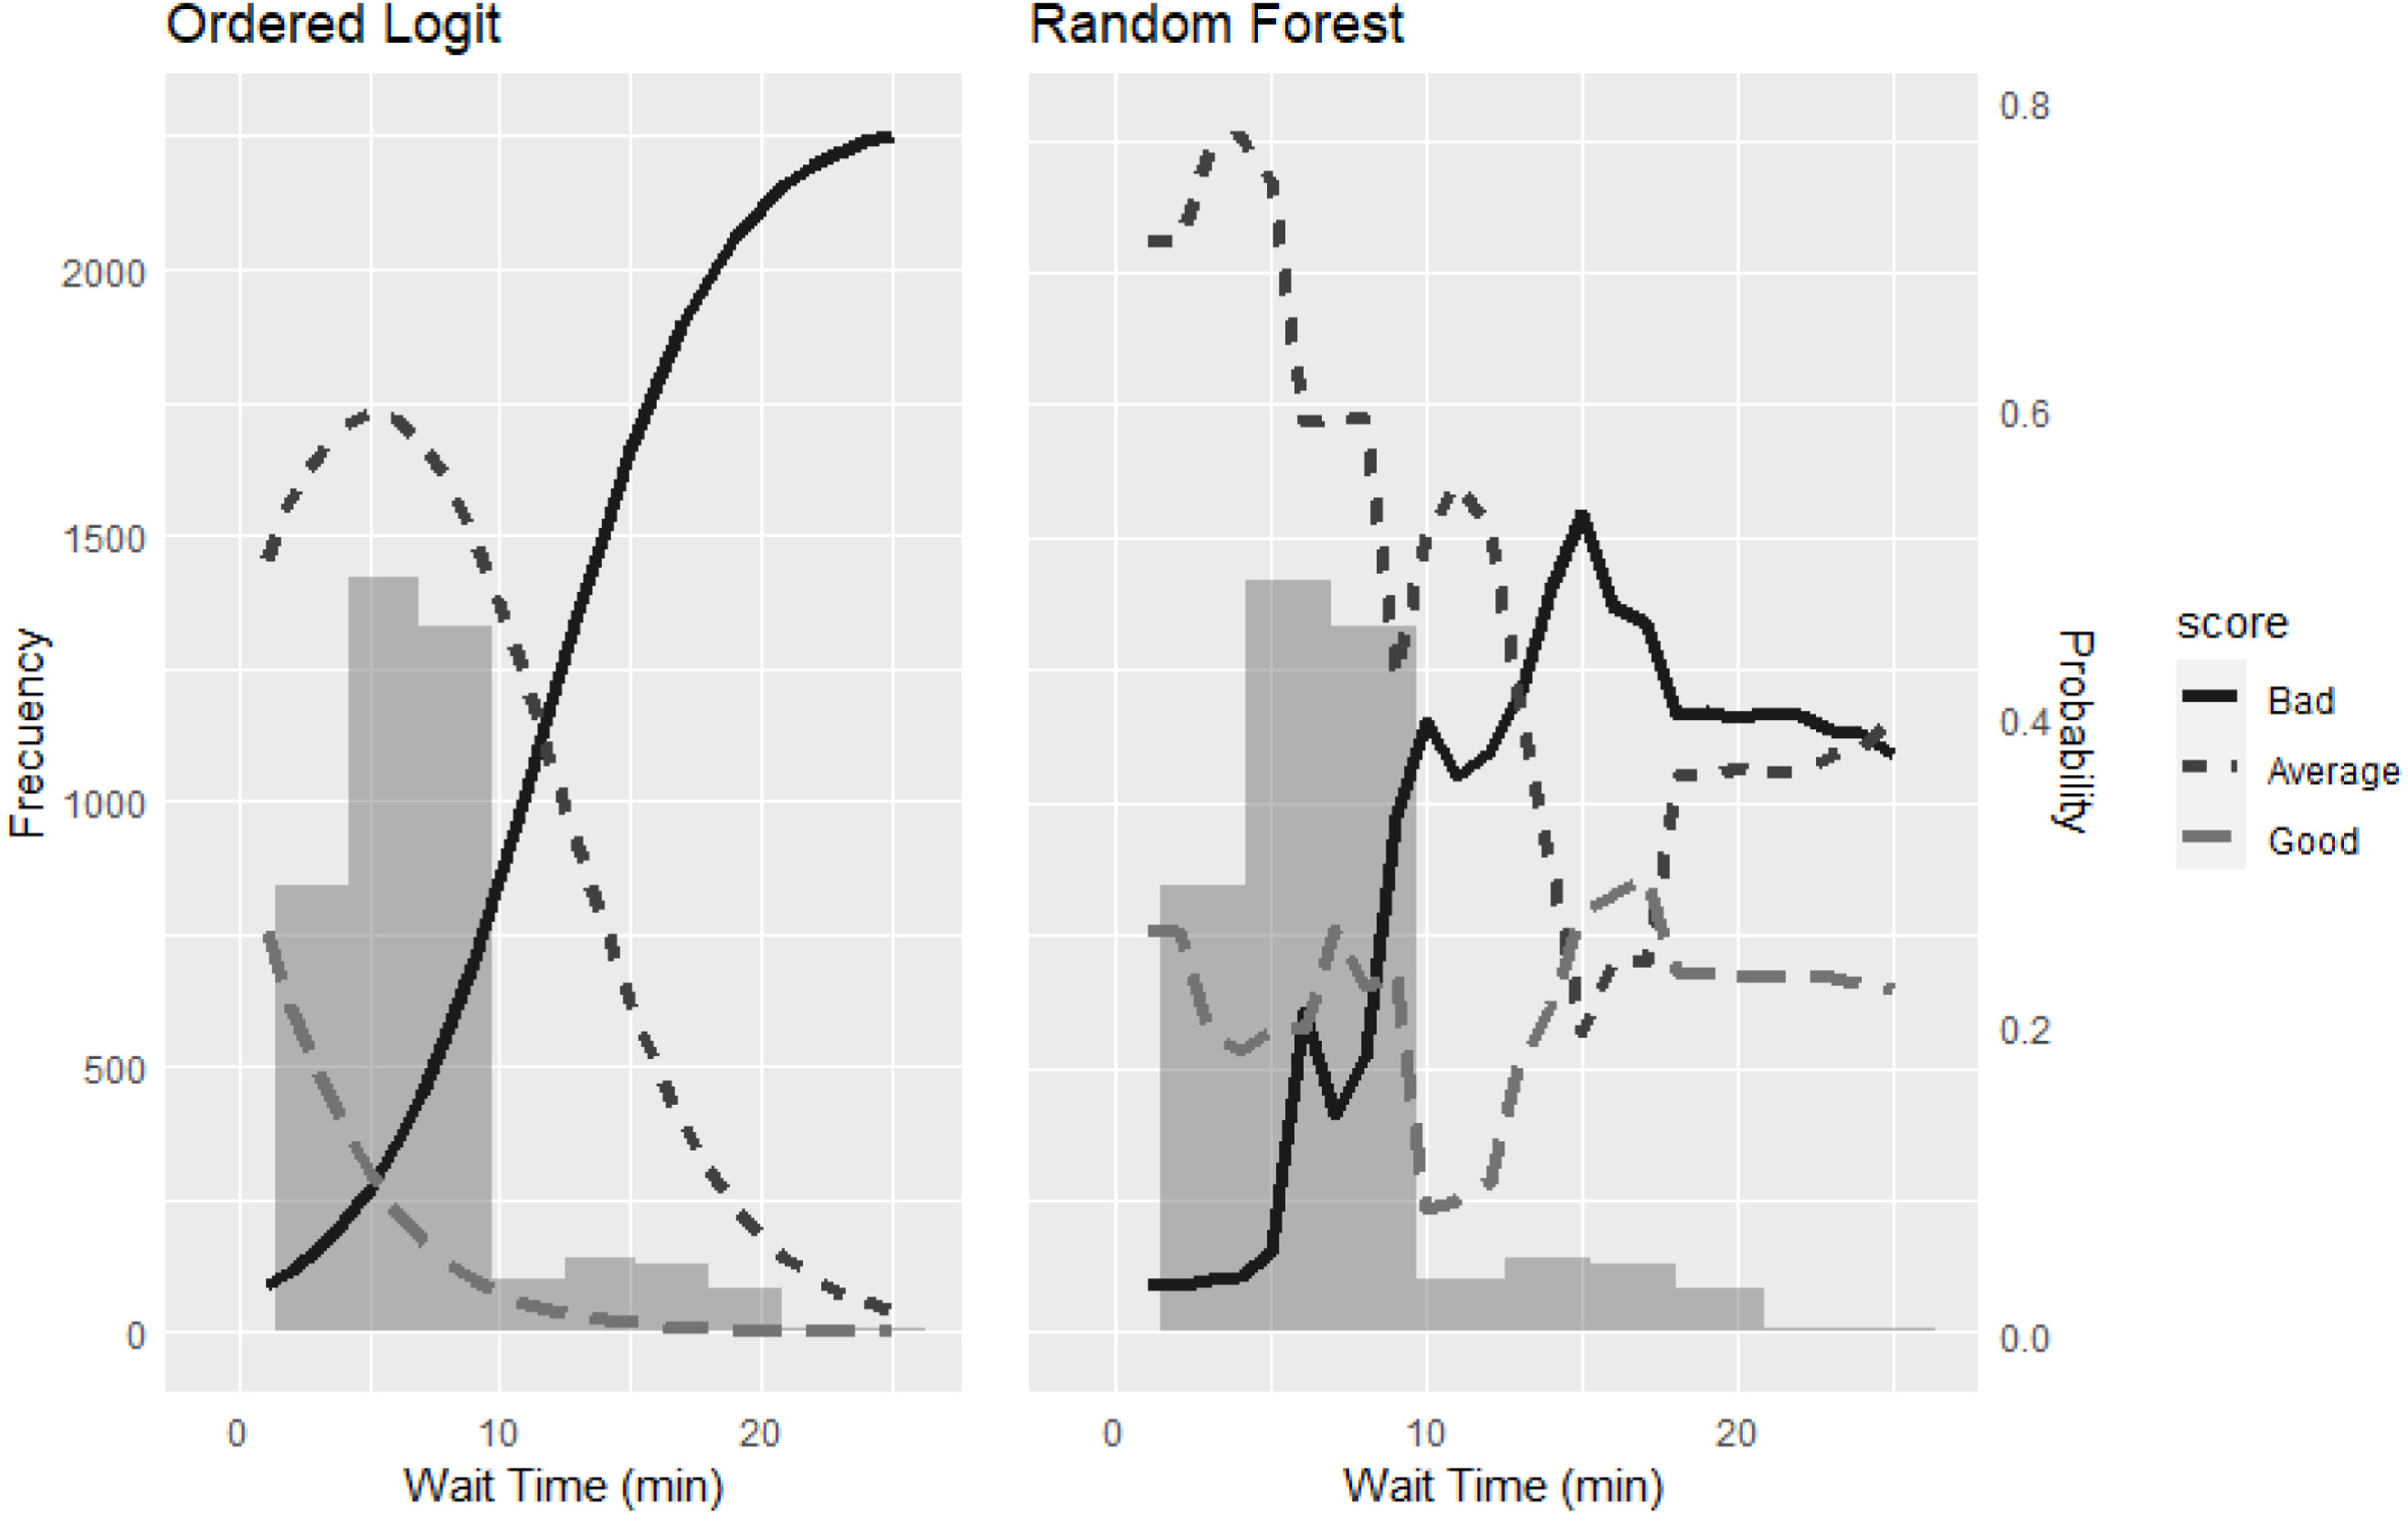 Ordered Logit
Random Forest
Frecuency
2000
1500
1000
500
0
0 10 20
Wait Time (min)
0 10 20
Wait Time (min)
0.8
0.6
0.4
0.2
0.0
Probability
score
Bad
Average
Good